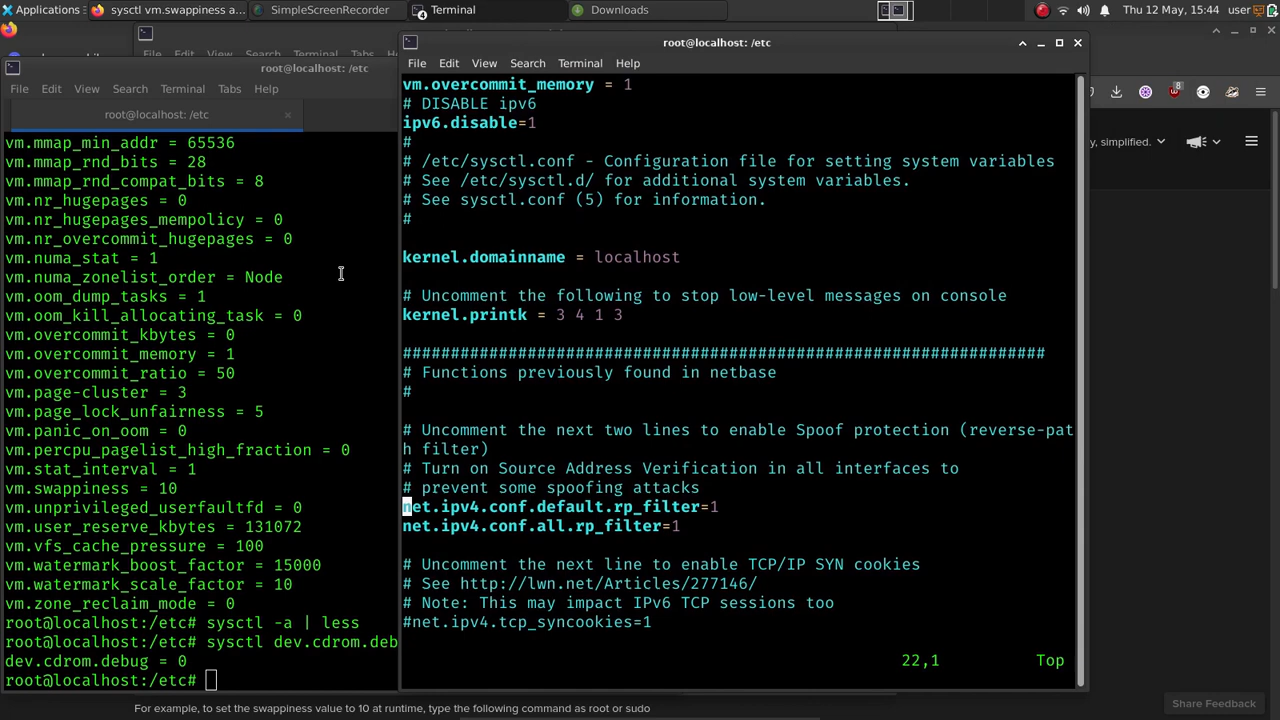 Applications
sysctl vm.swappiness a...
SimpleScreenRecorder
4
Terminal
Downloads
Thu 12 May, 15:44 user
File Edit View Search Terminal Tabs He
root@localhost: /etc
File Edit View Search Terminal Tabs Help
root@localhost: /etc
vm.mmap_min_addr = 65536
vm.mmap_rnd_bits = 28
vm.mmap_rnd_compat_bits = 8
vm.nr_hugepages = 0
vm.nr_hugepages_mempolicy = 0
vm.nr_overcommit_hugepages = 0
vm.numa_stat = 1
vm.numa_zonelist_order = Node
vm.oom_dump_tasks = 1
vm.oom_kill_allocating_task = 0
vm.overcommit_kbytes = 0
vm.overcommit_memory = 1
vm.overcommit_ratio = 50
vm.page-cluster = 3
vm.page_lock_unfairness = 5
vm.panic_on_oom = 0
vm.percpu_pagelist_high_fraction = 0
vm.stat_interval = 1
vm.swappiness = 10
vm.unprivileged_userfaultfd = 0
vm.user_reserve_kbytes = 131072
vm.vfs_cache_pressure = 100
vm.watermark_boost_factor = 15000
vm.watermark_scale_factor = 10
vm.zone_reclaim_mode = 0
root@localhost:/etc# sysctl -a | less
root@localhost:/etc# sysctl dev.cdrom.deb
dev.cdrom.debug = 0
root@localhost:/etc#
root@localhost: /etc
File Edit View Search Terminal Help
vm.overcommit_memory = 1
# DISABLE ipv6
ipv6.disable=1
#
# /etc/sysctl.conf - Configuration file for setting system variables
# See /etc/sysctl.d/ for additional system variables.
# See sysctl.conf (5) for information.
#
kernel.domainname = localhost
# Uncomment the following to stop low-level messages on console
kernel.printk = 3 4 1 3
###################################################################
# Functions previously found in netbase
#
# Uncomment the next two lines to enable Spoof protection (reverse-pat
h filter)
# Turn on Source Address Verification in all interfaces to
# prevent some spoofing attacks
net.ipv4.conf.default.rp_filter=1
net.ipv4.conf.all.rp_filter=1
# Uncomment the next line to enable TCP/IP SYN cookies
# See http://lwn.net/Articles/277146/
# Note: This may impact IPv6 TCP sessions too
#net.ipv4.tcp_syncookies=1
22,1 Top
8
y, simplified.
Share Feedback
For example, to set the swappiness value to 10 at runtime, type the following command as root or sudo